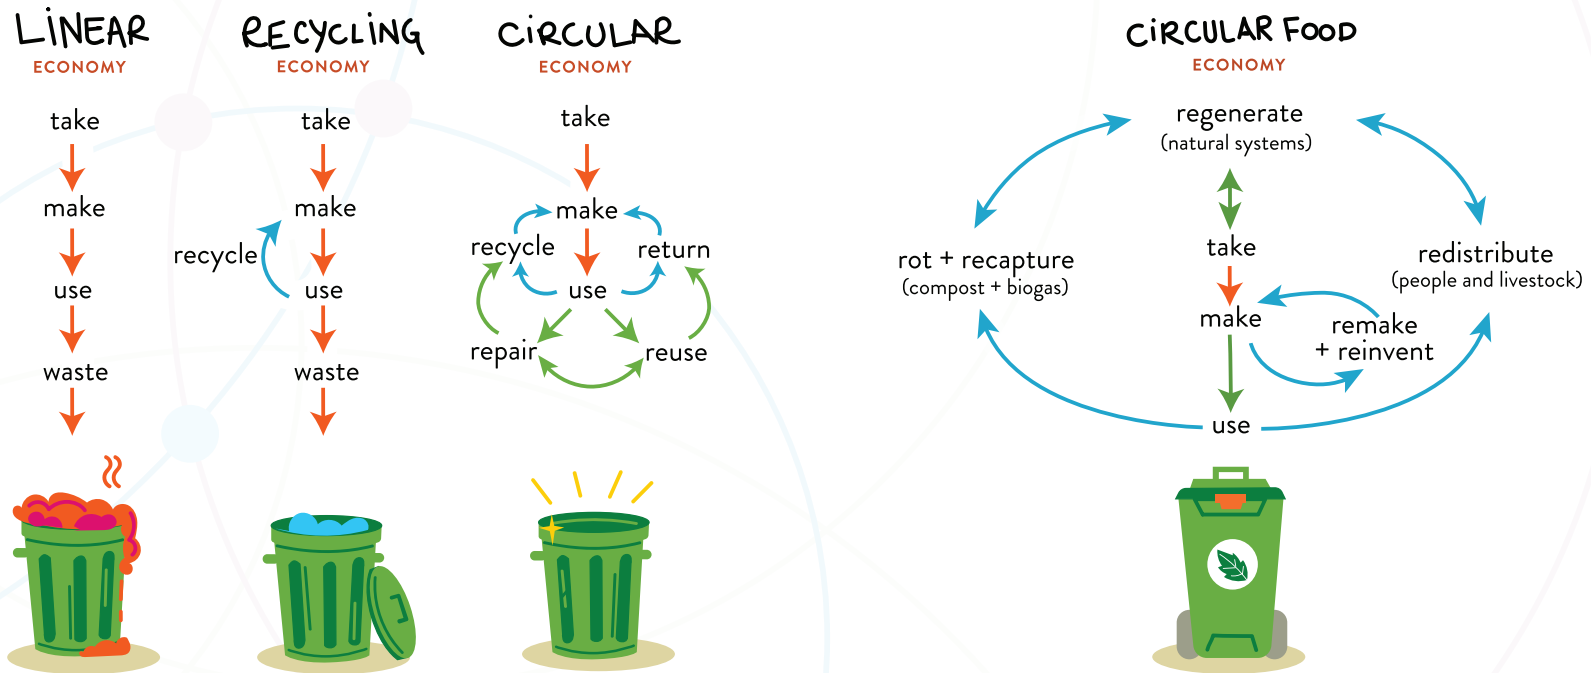 LINEAR
ECONOMY
take
make
use
waste
RECYCLING
ECONOMY
take
make
recycle
use
waste
CIRCULAR
ECONOMY
take
make
recycle
return
use
repair
reuse
CIRCULAR FOOD
ECONOMY
regenerate
(natural systems)
take
rot + recapture
(compost + biogas)
redistribute
(people and livestock)
make
remake
+ reinvent
use